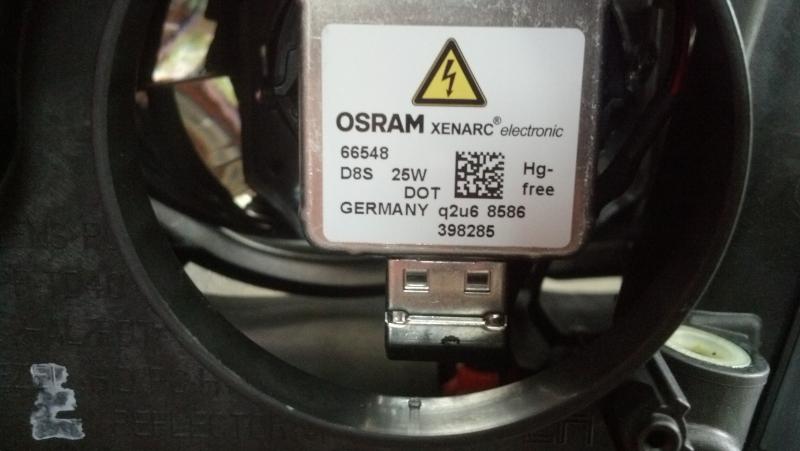 OSRAM XENARC® electronic
66548
D8S 25W
DOT
Hg-
free
GERMANY q2u6 8586
398285